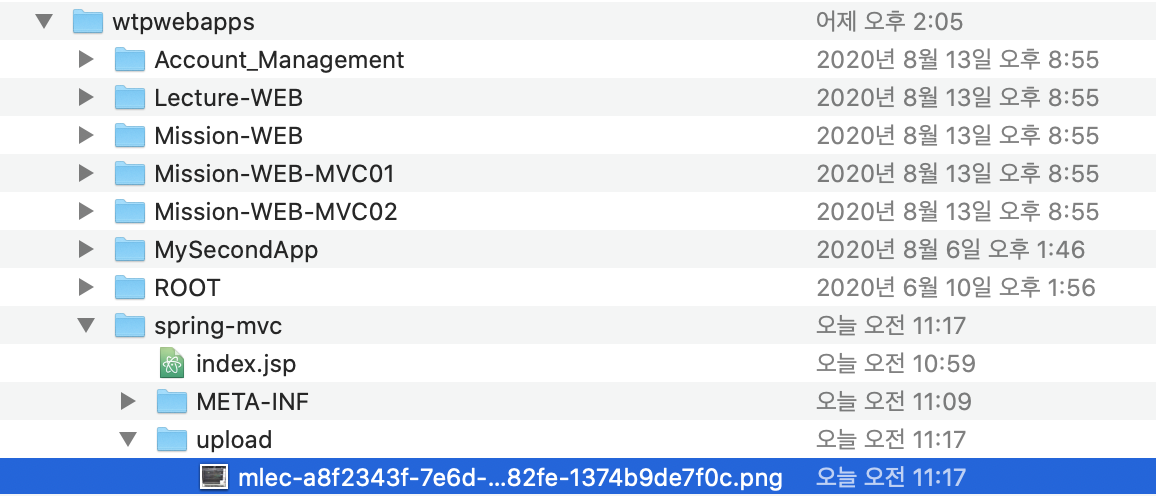 wtpwebapps 어제 오후 2:05
Account_Management 2020년 8월 13일 오후 8:55
Lecture-WEB 2020년 8월 13일 오후 8:55
Mission-WEB 2020년 8월 13일 오후 8:55
Mission-WEB-MVC01 2020년 8월 13일 오후 8:55
Mission-WEB-MVC02 2020년 8월 13일 오후 8:55
MySecondApp 2020년 8월 6일 오후 1:46
ROOT 2020년 6월 10일 오후 1:56
spring-mvc 오늘 오전 11:17
index.jsp 오늘 오전 10:59
META-INF 오늘 오전 11:09
upload 오늘 오전 11:17
mlec-a8f2343f-7e6d-...82fe-1374b9de7f0c.png 오늘 오전 11:17